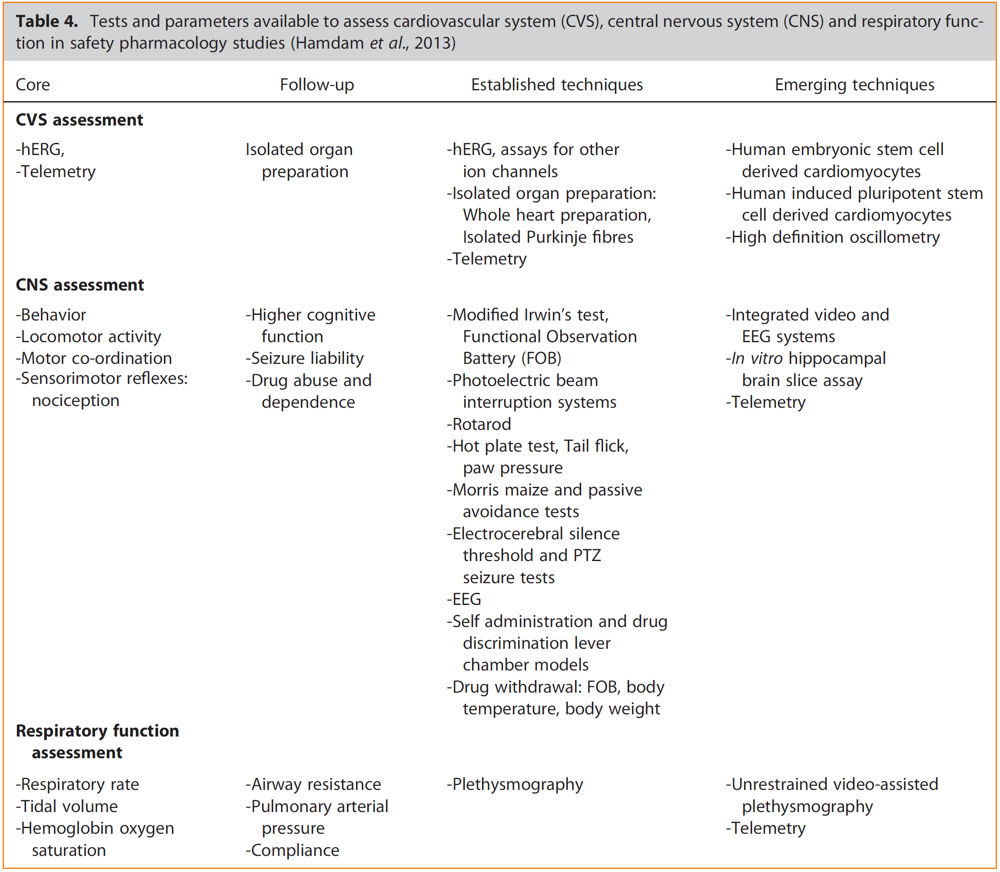 Table 4. Tests and parameters available to assess cardiovascular system (CVS), central nervous system (CNS) and respiratory func-
tion in safety pharmacology studies (Hamdam et al., 2013)
Core Follow-up Established techniques Emerging techniques
CVS assessment
-hERG,
-Telemetry
Isolated organ
preparation
-hERG, assays for other
ion channels
-Isolated organ preparation:
Whole heart preparation,
Isolated Purkinje fibres
-Telemetry
-Human embryonic stem cell
derived cardiomyocytes
-Human induced pluripotent stem
cell derived cardiomyocytes
-High definition oscillometry
CNS assessment
-Behavior
-Locomotor activity
-Motor co-ordination
-Sensorimotor reflexes:
nociception
-Higher cognitive
function
-Seizure liability
-Drug abuse and
dependence
-Modified Irwin’s test,
Functional Observation
Battery (FOB)
-Photoelectric beam
interruption systems
-Rotarod
-Hot plate test, Tail flick,
paw pressure
-Morris maize and passive
avoidance tests
-Electrocerebral silence
threshold and PTZ
seizure tests
-EEG
-Self administration and drug
discrimination lever
chamber models
-Drug withdrawal: FOB, body
temperature, body weight
-Integrated video and
EEG systems
-In vitro hippocampal
brain slice assay
-Telemetry
Respiratory function
assessment
-Respiratory rate
-Tidal volume
-Hemoglobin oxygen
saturation
-Airway resistance
-Pulmonary arterial
pressure
-Compliance
-Plethysmography
-Unrestrained video-assisted
plethysmography
-Telemetry